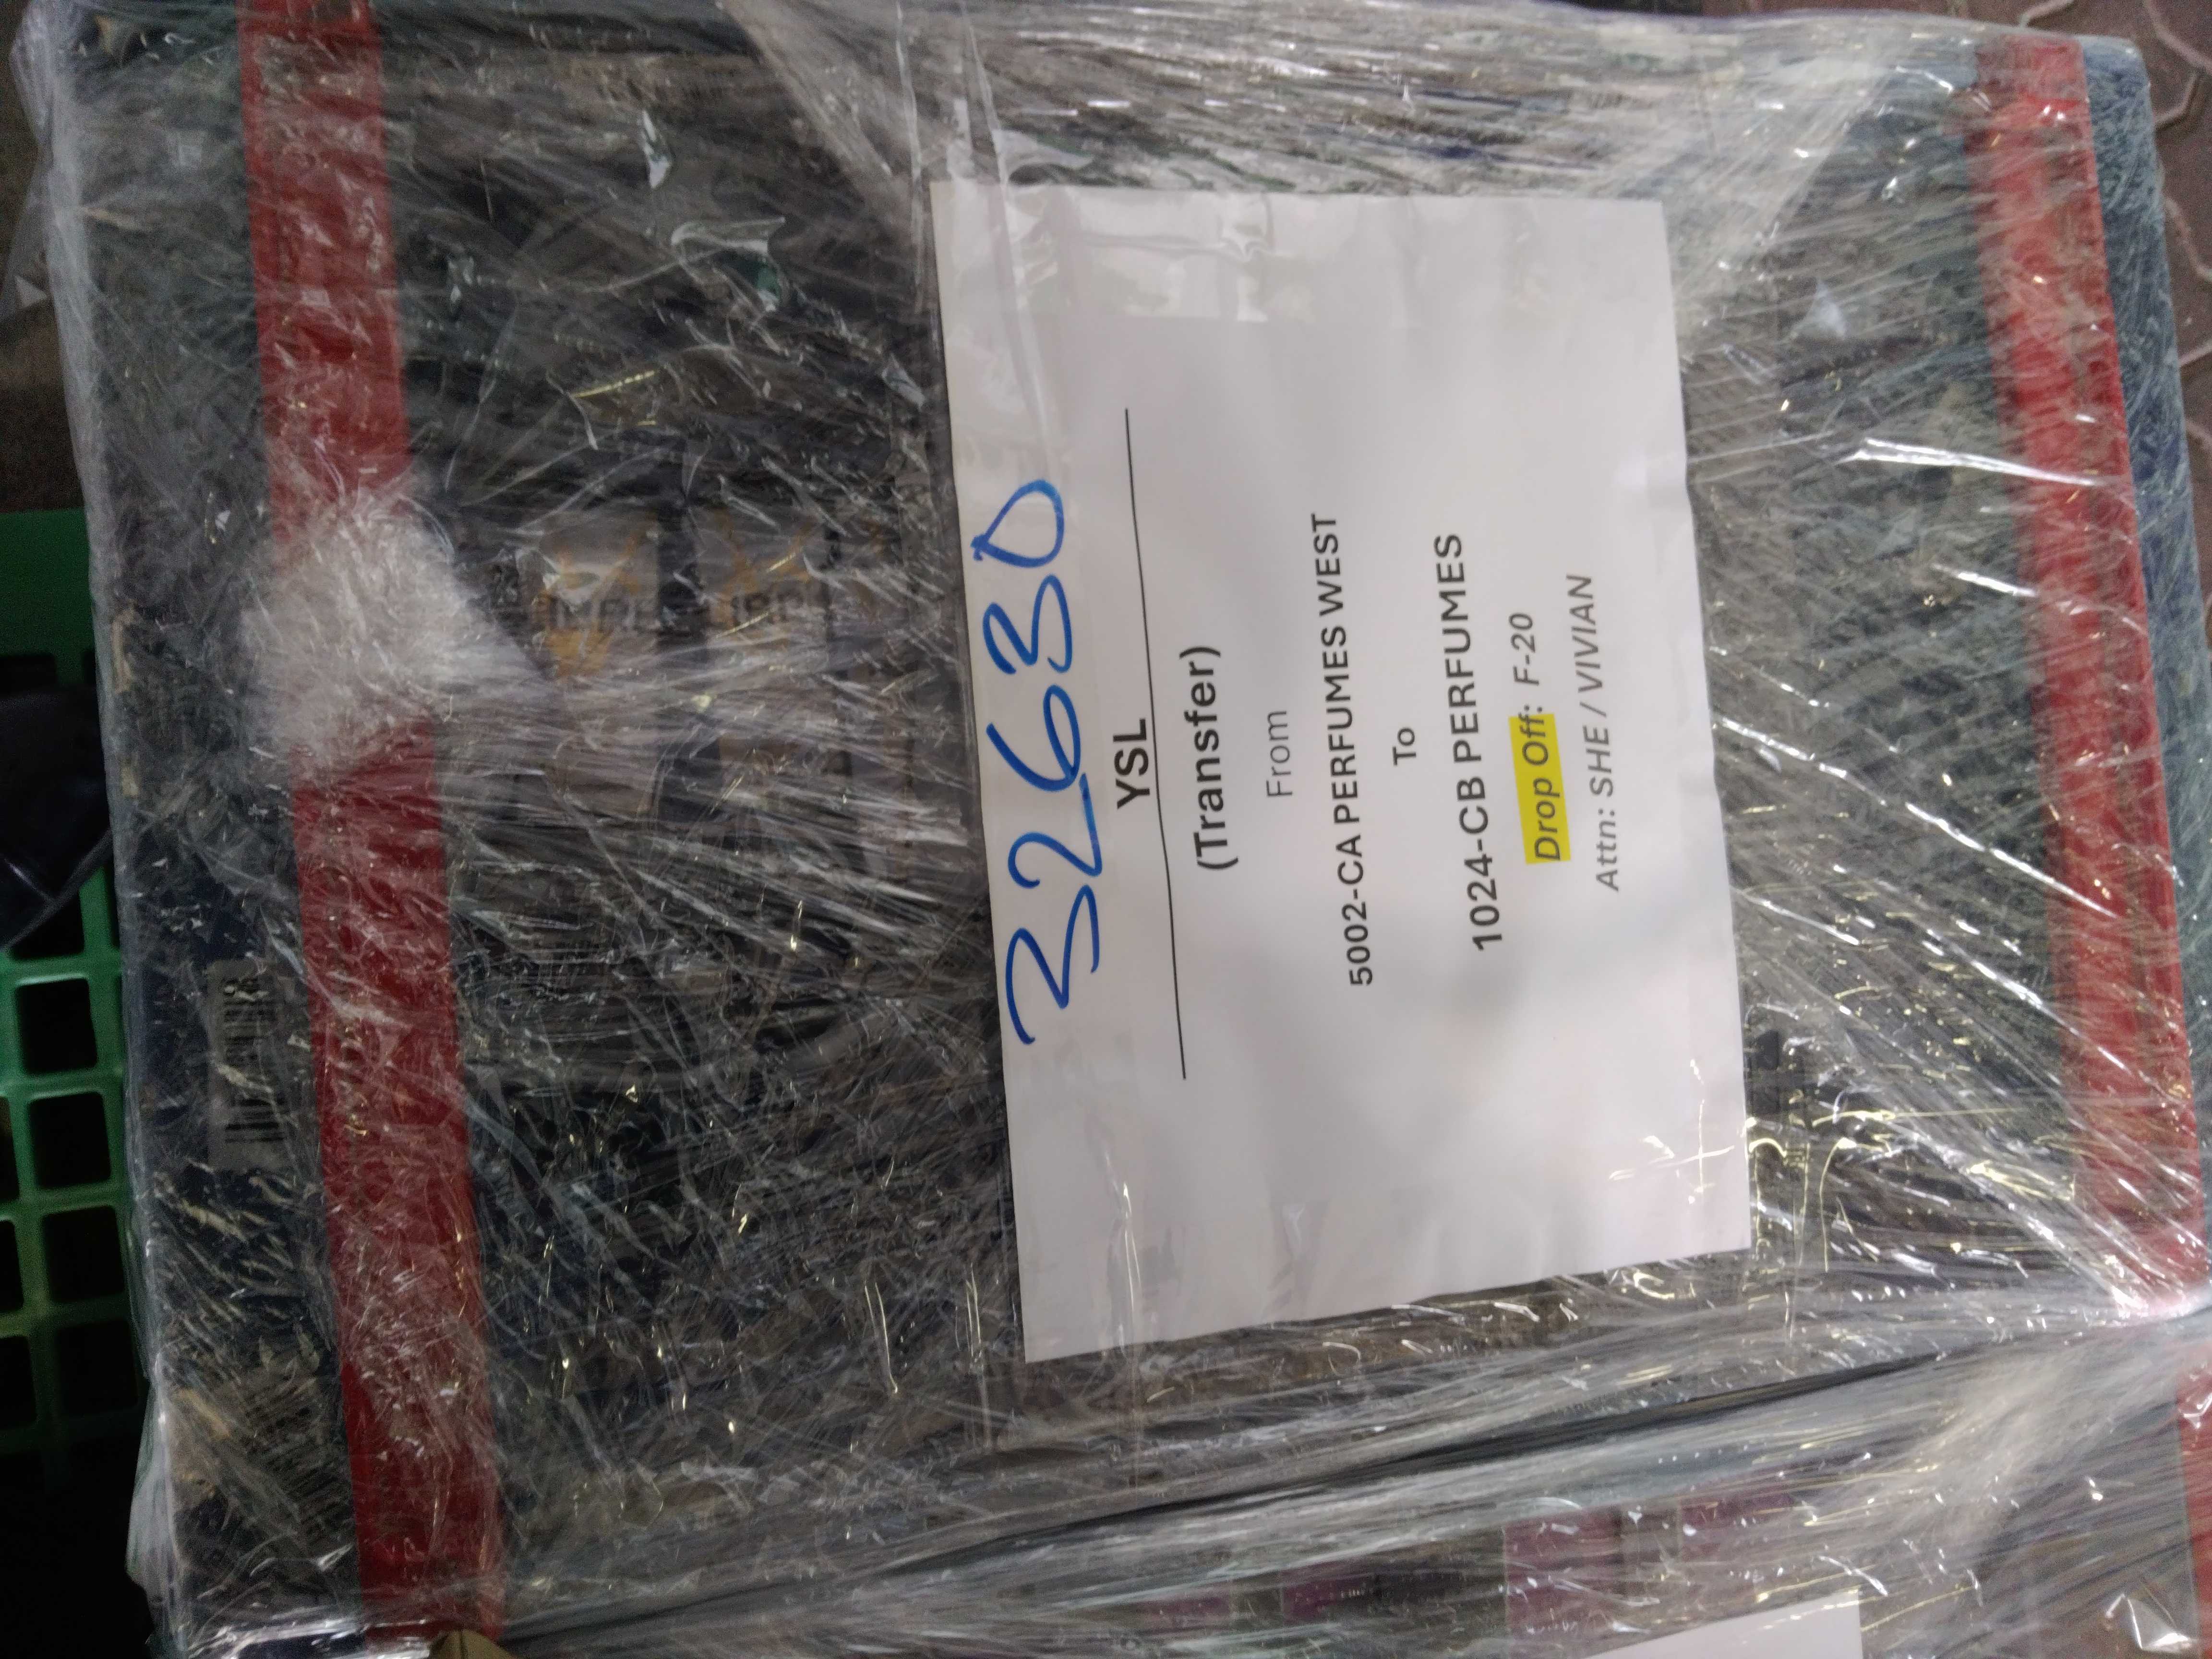 32630
YSL
(Transfer)
From
5002-CA PERFUMES WEST
To
1024-CB PERFUMES
Drop Off: F-20
Attn: SHE / VIVIAN